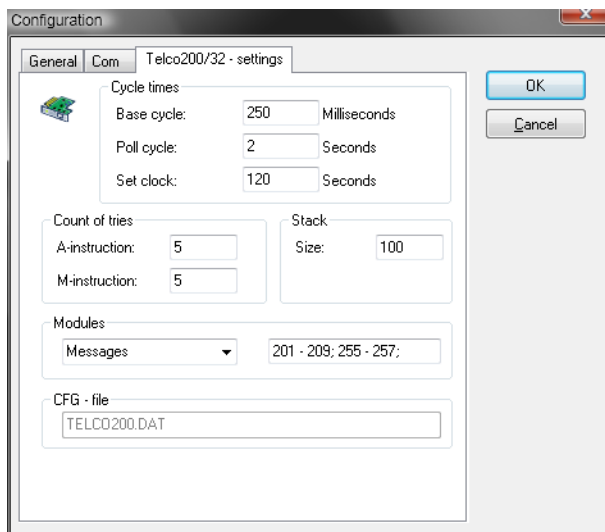 Configuration
General Com Telco200/32 - settings
Cycle times
Base cycle: 250 Milliseconds
Poll cycle: 2 Seconds
Set clock: 120 Seconds
Count of tries
A-instruction: 5
M-instruction: 5
Stack
Size: 100
Modules
Messages 201 - 209; 255 - 257;
CFG - file
TELCO200.DAT
OK
Cancel